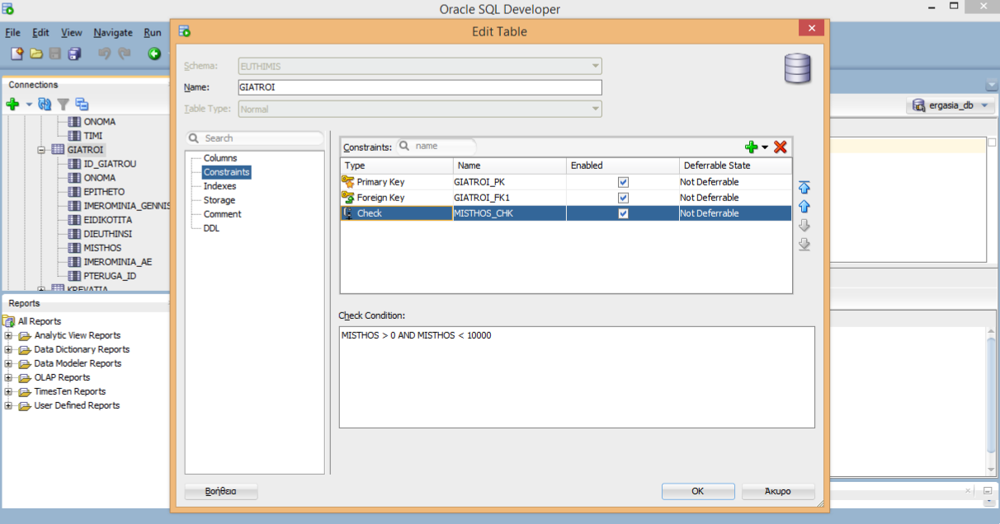 Oracle SQL Developer
File Edit View Navigate Run
Edit Table
Schema: EUTHIMIS
Name: GIATROI
Table Type: Normal
Connections
ONOMA
TIMI
GIATROI
ID_GIATROU
ONOMA
EPITHETO
IMEROMINIA_GENNIS
EIDIKOTITA
DIEUTHINSI
MISTHOS
IMEROMINIA_AE
PTERUGA_ID
KREVATIA
Reports
All Reports
Analytic View Reports
Data Dictionary Reports
Data Modeler Reports
OLAP Reports
TimesTen Reports
User Defined Reports
Search
Columns
Constraints
Indexes
Storage
Comment
DDL
Constraints: name
Type Name Enabled Deferrable State
Primary Key GIATROI_PK Not Deferrable
Foreign Key GIATROI_FK1 Not Deferrable
Check MISTHOS_CHK Not Deferrable
Check Condition:
MISTHOS > 0 AND MISTHOS < 10000
Βοήθεια
OK
Άκυρο
ergasia_db